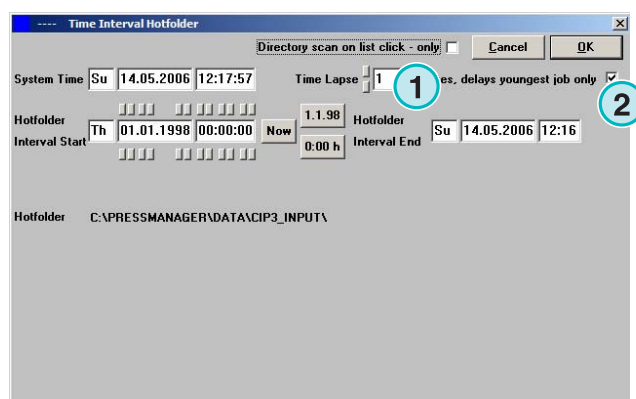 ---- Time Interval Hotfolder
Directory scan on list click - only Cancel OK
System Time Su 14.05.2006 12:17:57 Time Lapse 1 1 es, delays youngest job only 2
Hotfolder Interval Start Th 01.01.1998 00:00:00 Now 1.1.98 0:00 h Hotfolder Interval End Su 14.05.2006 12:16
Hotfolder C:\PRESSMANAGER\DATA\CIP3_INPUT\